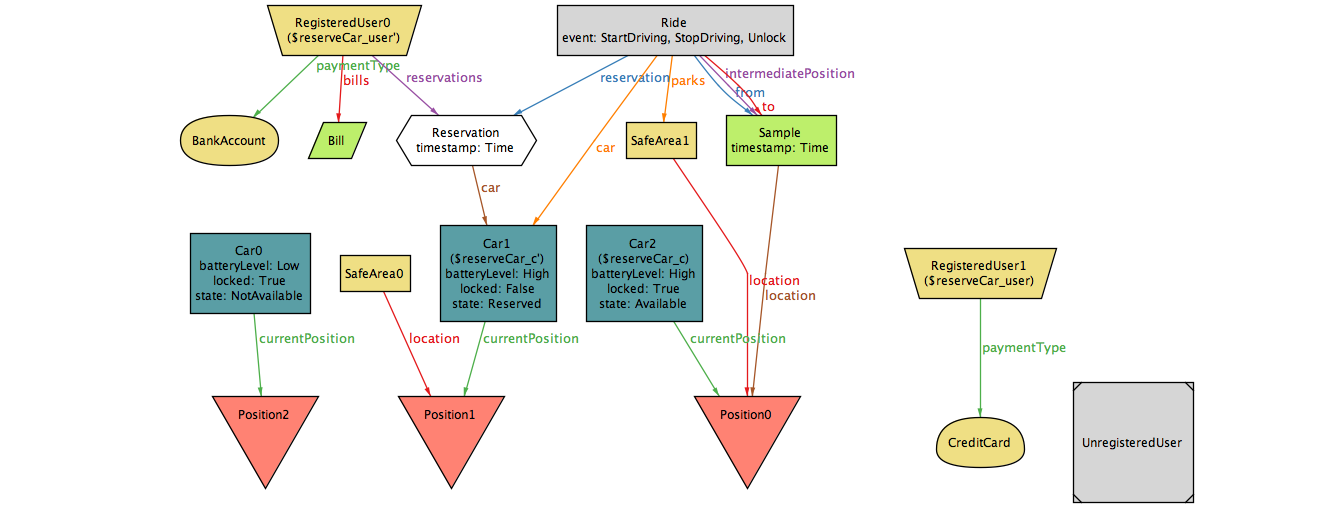 RegisteredUser0
($reserveCar_user')
Ride
event: StartDriving, StopDriving, Unlock
paymentType
bills
reservations
reservation
parks
intermediatePosition
from
to
BankAccount
Bill
Reservation
timestamp: Time
SafeArea1
Sample
timestamp: Time
car
car
Car0
batteryLevel: Low
locked: True
state: NotAvailable
SafeArea0
Car1
($reserveCar_c')
batteryLevel: High
locked: False
state: Reserved
Car2
($reserveCar_c)
batteryLevel: High
locked: True
state: Available
RegisteredUser1
($reserveCar_user)
location
location
currentPosition
location
currentPosition
currentPosition
paymentType
Position2
Position1
Position0
CreditCard
UnregisteredUser